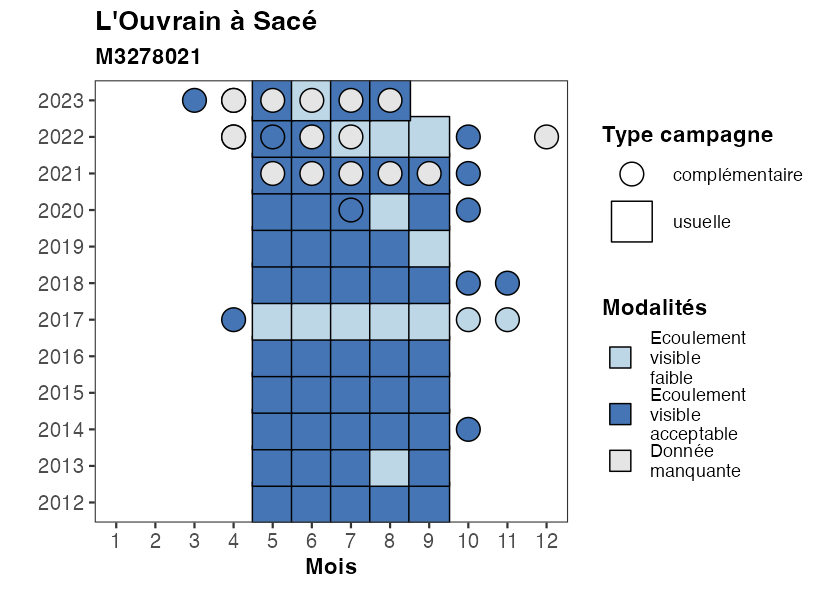 L'Ouvrain à Sacé
M3278021
2023
2022
2021
2020
2019
2018
2017
2016
2015
2014
2013
2012
1 2 3 4 5 6 7 8 9 10 11 12
Mois
Type campagne
complémentaire
usuelle
Modalités
Ecoulement
visible
faible
Ecoulement
visible
acceptable
Donnée
manquante